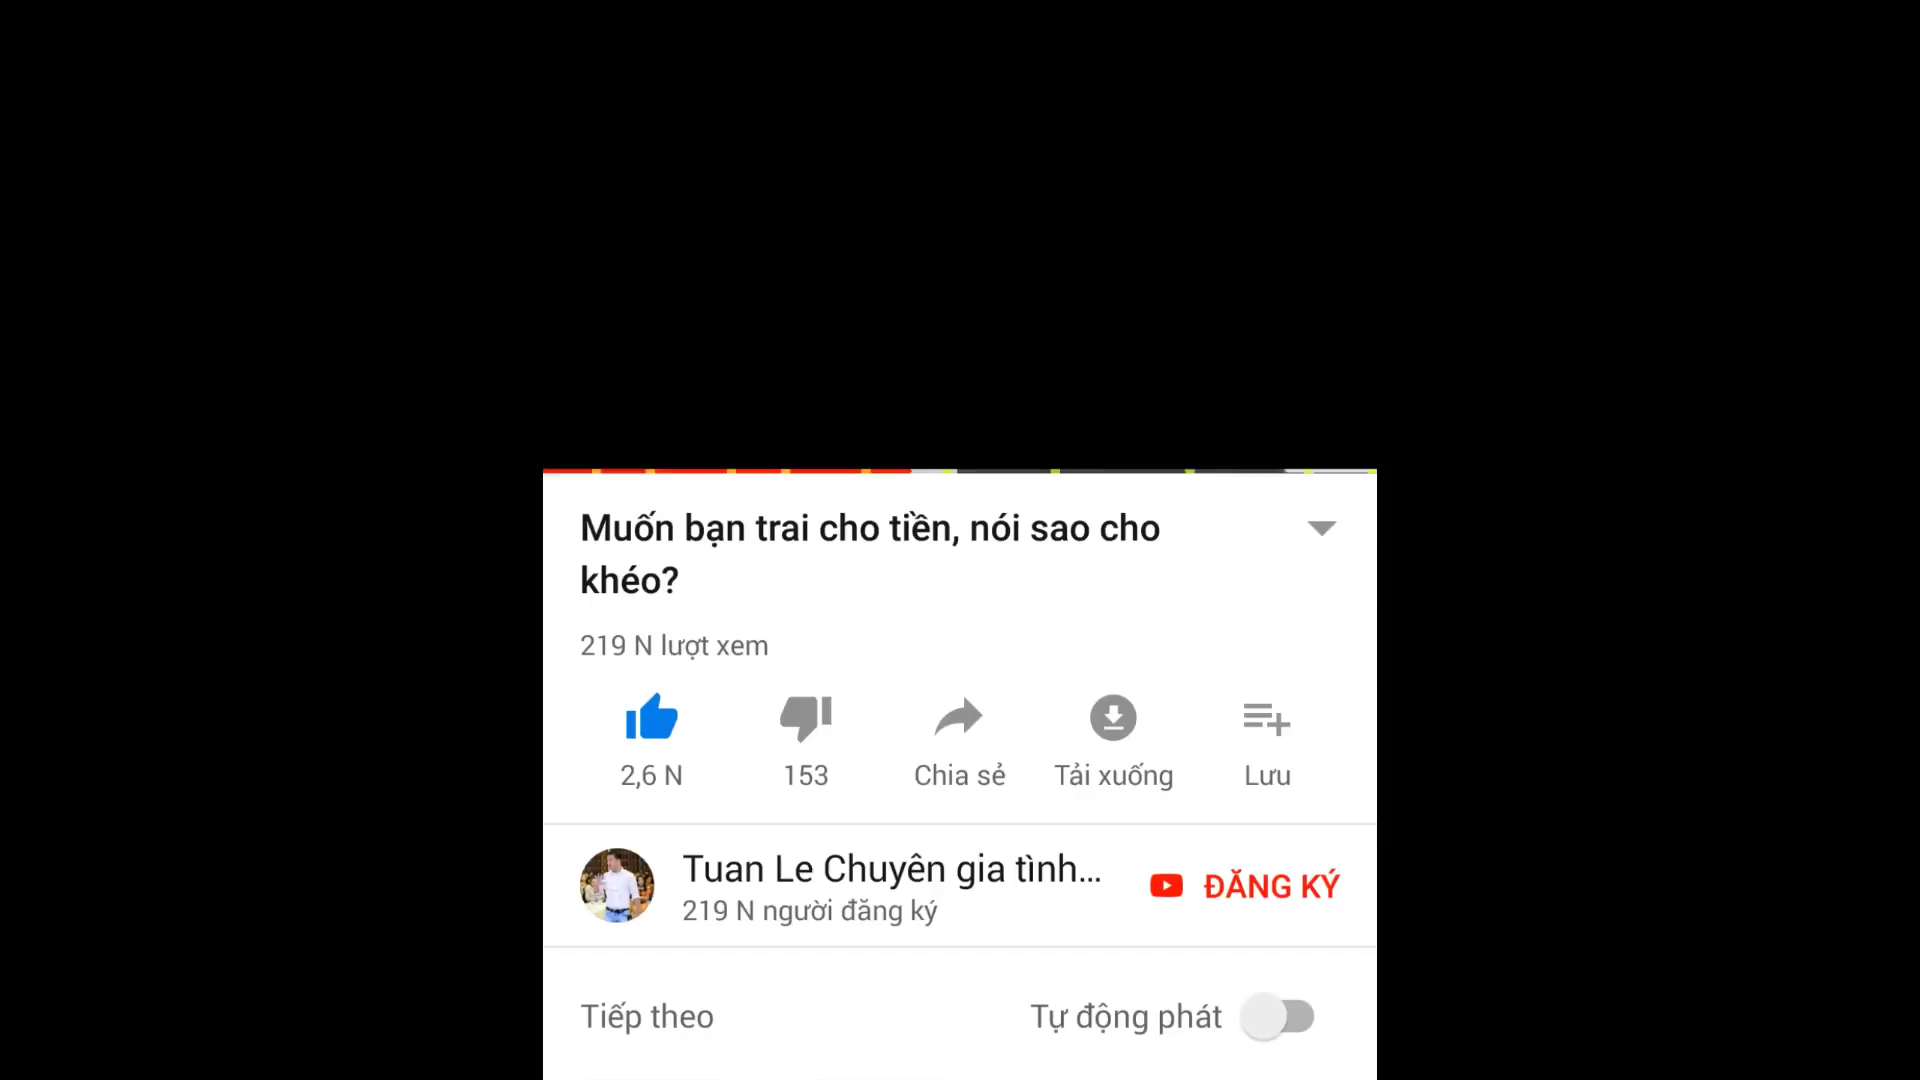 Muốn bạn trai cho tiền, nói sao cho
khéo?
219 N lượt xem
2,6 N
153
Chia sẻ
Tải xuống
Lưu
Tuan Le Chuyên gia tình...
219 N người đăng ký
ĐĂNG KÝ
Tiếp theo
Tự động phát